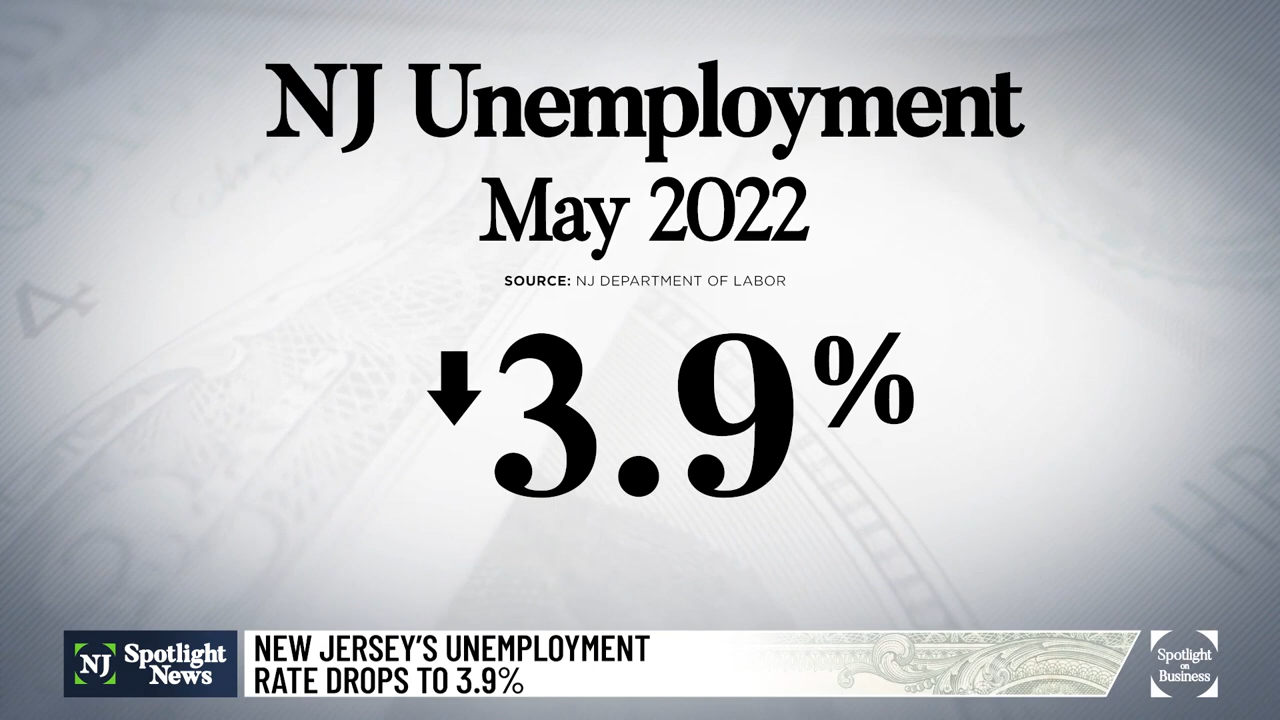 NJ Unemployment
May 2022
SOURCE: NJ DEPARTMENT OF LABOR
3.9%
NJ Spotlight News
NEW JERSEY'S UNEMPLOYMENT
RATE DROPS TO 3.9%
Spotlight
on
Business